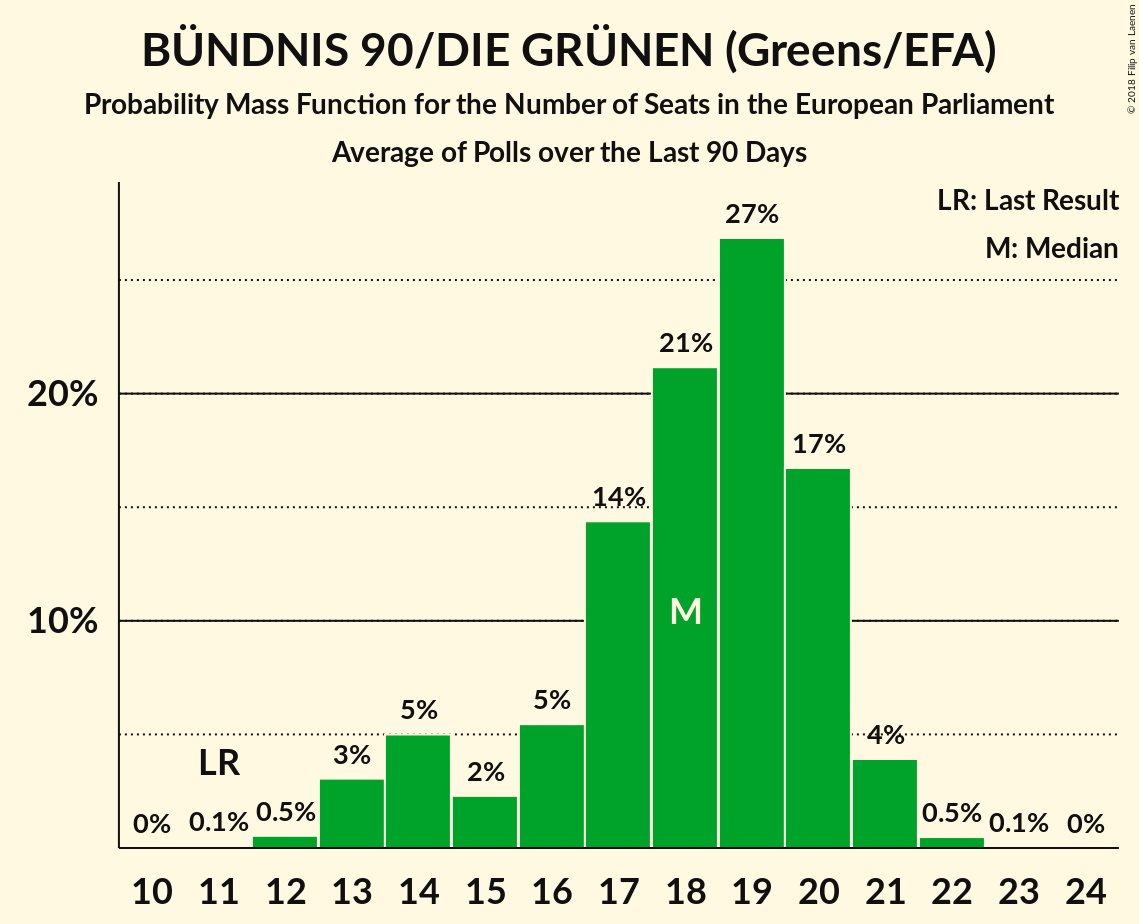 BÜNDNIS 90/DIE GRÜNEN (Greens/EFA)
Probability Mass Function for the Number of Seats in the European Parliament
Average of Polls over the Last 90 Days
© 2018 Filip van Laenen
LR: Last Result
M: Median
27%
21%
20%
17%
14%
10%
M
5%
5%
4%
LR
3%
2%
0%
0.1%
0.5%
0.5%
0.1%
0%
10 11 12 13 14 15 16 17 18 19 20 21 22 23 24